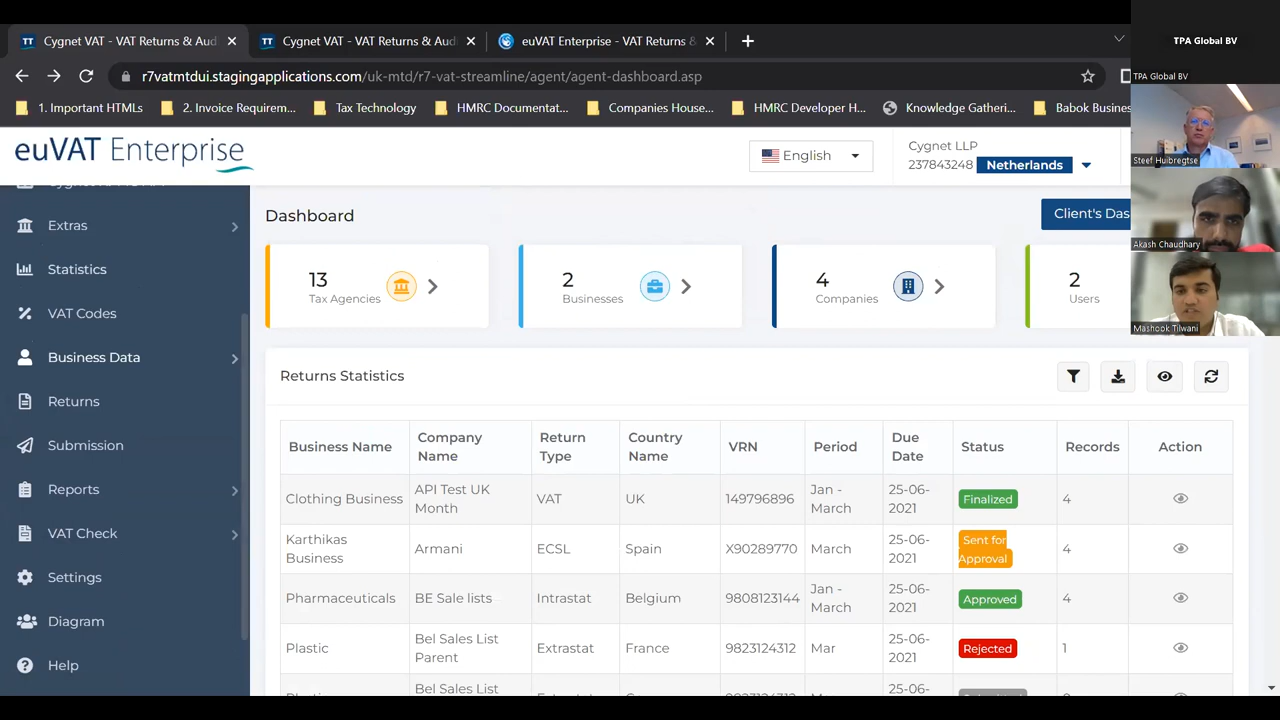 Cygnet VAT - VAT Returns & Aud
Cygnet VAT - VAT Returns & Aud
euVAT Enterprise - VAT Returns &
r7vatmtdui.stagingapplications.com/uk-mtd/r7-vat-streamline/agent/agent-dashboard.asp
1. Important HTMLs
2. Invoice Requirem...
Tax Technology
HMRC Documentat...
Companies House...
HMRC Developer H...
Knowledge Gatheri...
Babok Busines
TPA Global BV
TPA Global BV
Steef Huibregtse
Akash Chaudhary
Mashook Tilwani
euVAT Enterprise
English
Cygnet LLP
237843248 Netherlands
Extras
Statistics
VAT Codes
Business Data
Returns
Submission
Reports
VAT Check
Settings
Diagram
Help
Dashboard
Client's Das
13
Tax Agencies
2
Businesses
4
Companies
2
Users
Returns Statistics
Business Name Company Name Return Type Country Name VRN Period Due Date Status Records Action
Clothing Business API Test UK Month VAT UK 149796896 Jan - March 25-06-2021 Finalized 4
Karthikas Business Armani ECSL Spain X90289770 March 25-06-2021 Sent for Approval 4
Pharmaceuticals BE Sale lists Intrastat Belgium 9808123144 Jan - March 25-06-2021 Approved 4
Plastic Bel Sales List Parent Extrastat France 9823124312 Mar 25-06-2021 Rejected 1
Bel Sales List 25-06-